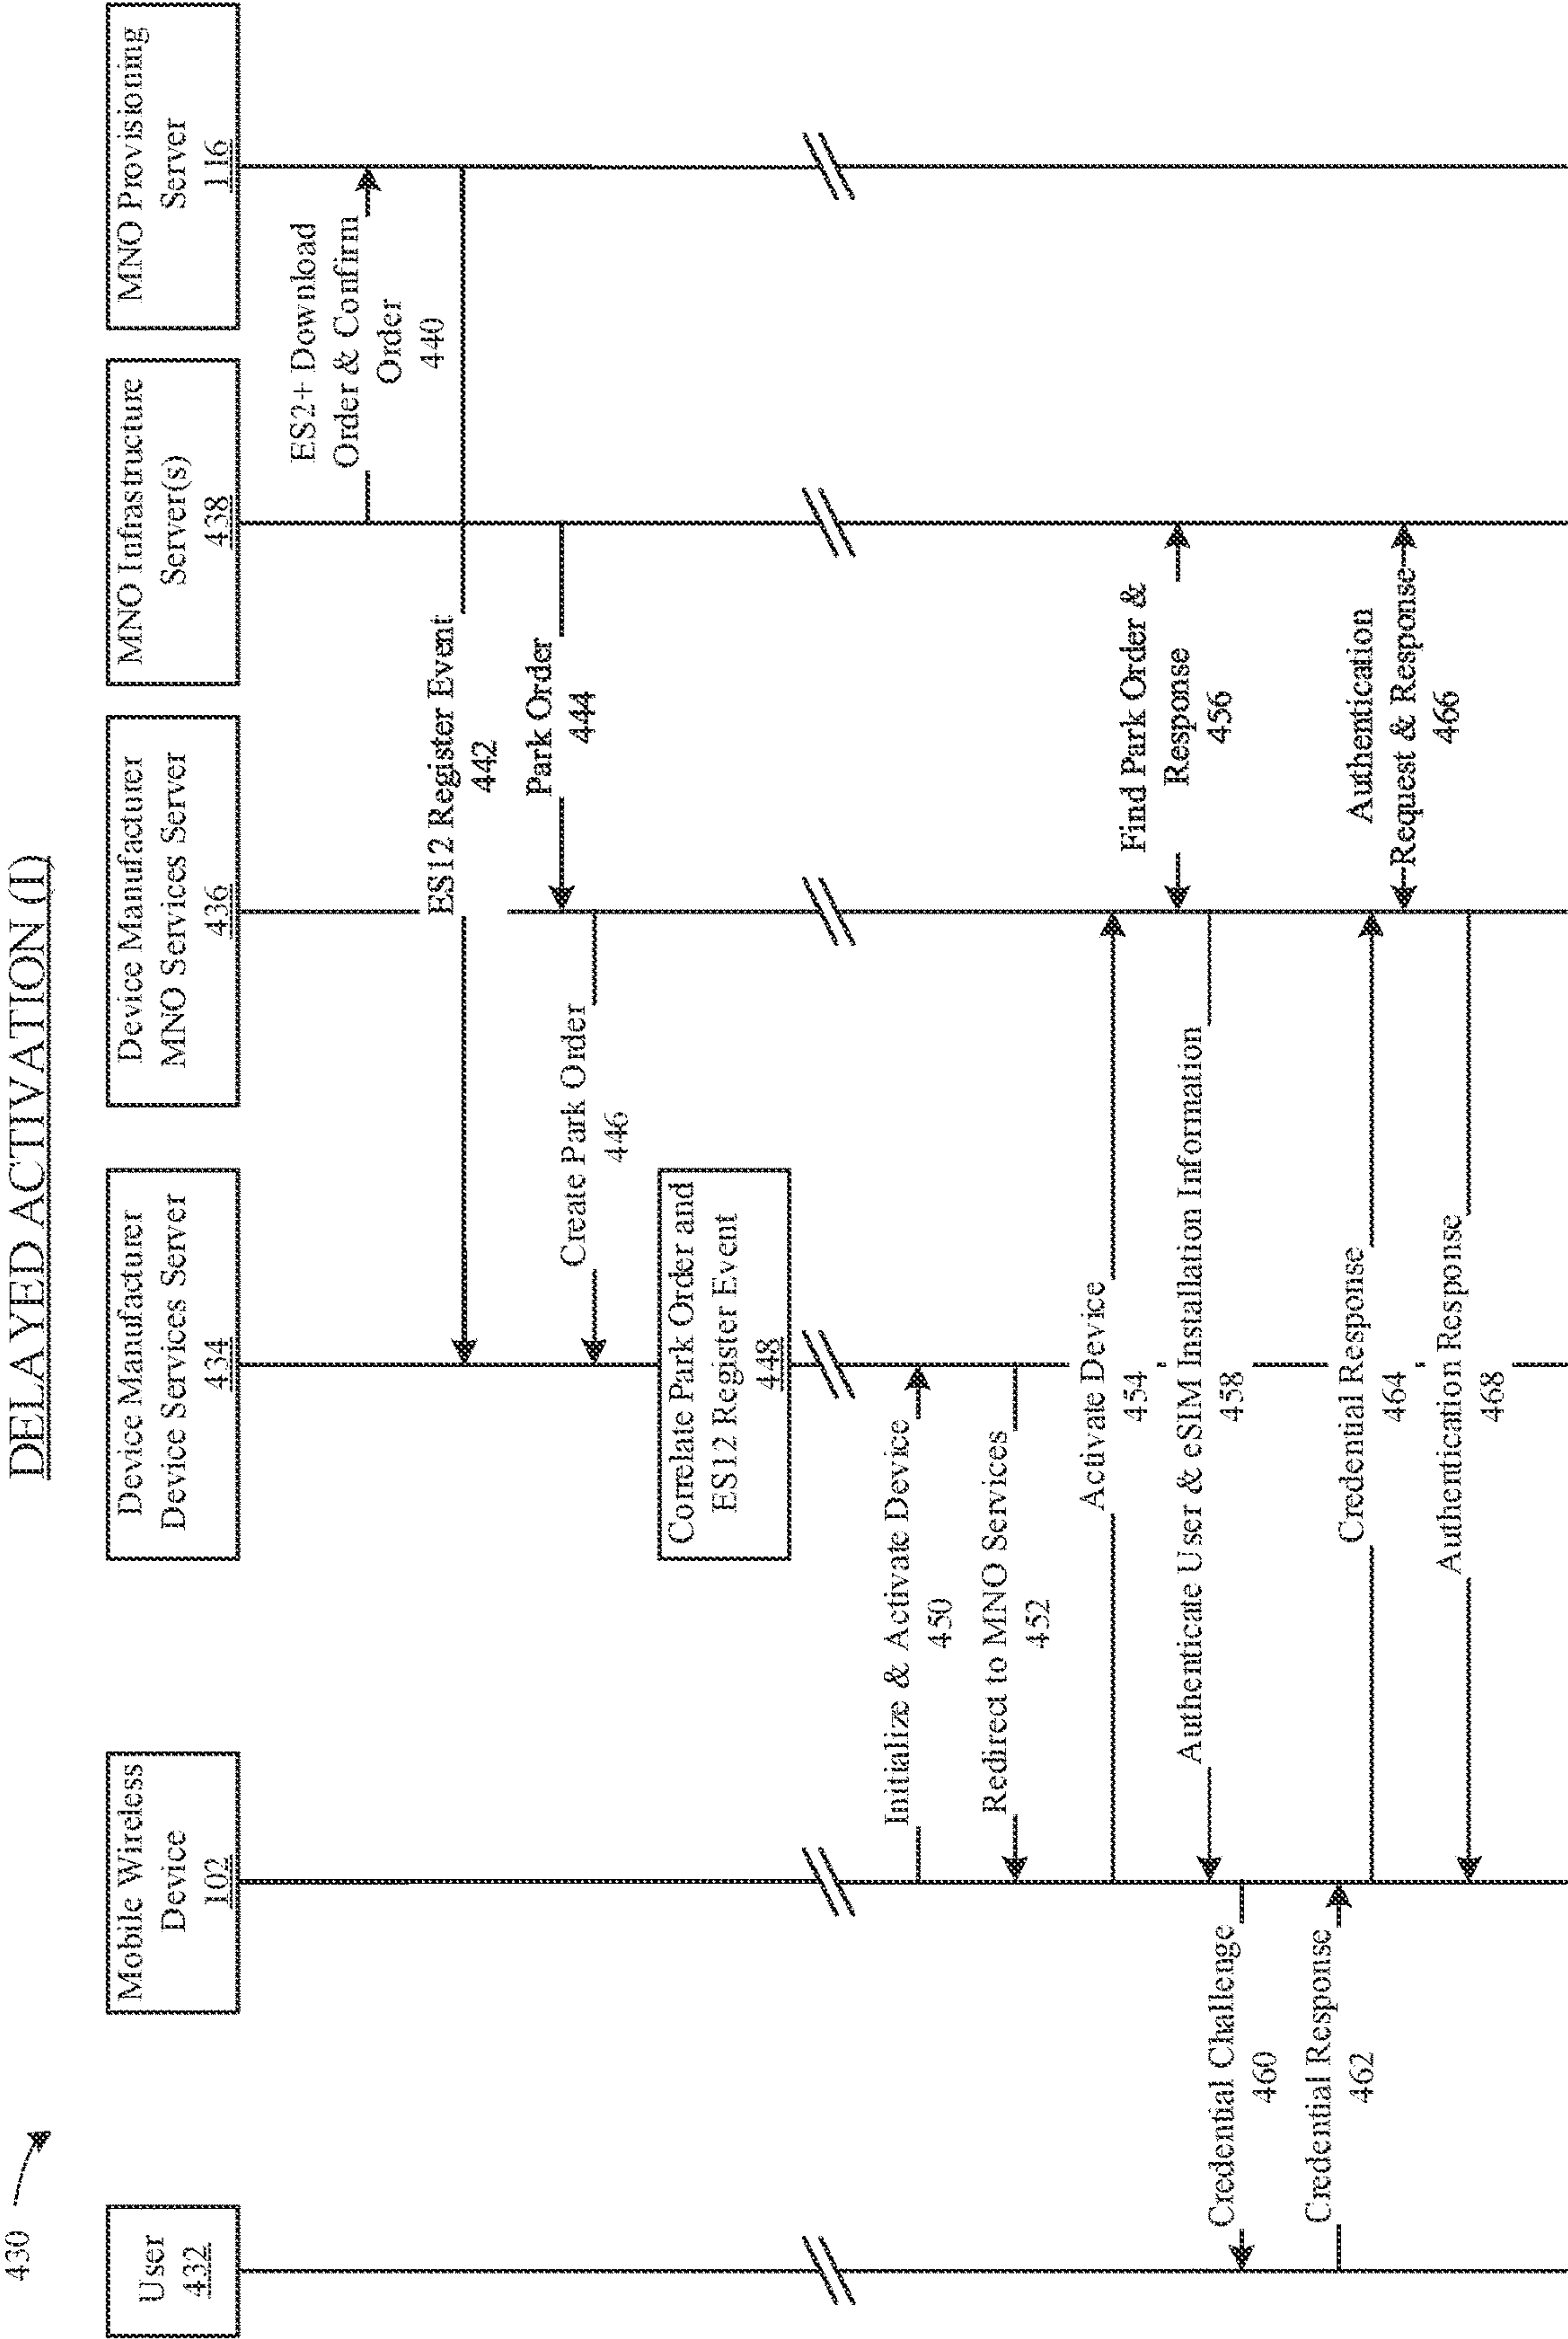 DELAYED ACTIVATION (I)
430
User
432
Mobile Wireless
Device
102
Device Manufacturer
Device Services Server
434
Device Manufacturer
MNO Services Server
436
MNO Infrastructure
Server(s)
438
MNO Provisioning
Server
116
ES2+ Download
Order & Confirm
Order
440
ES12 Register Event
442
Park Order
444
Create Park Order
446
Correlate Park Order and
ES12 Register Event
448
Initialize & Activate Device
450
Redirect to MNO Services
452
Activate Device
454
Find Park Order &
Response
456
Authenticate User & eSIM Installation Information
458
Credential Challenge
460
Credential Response
462
Credential Response
464
Authentication
Request & Response
466
Authentication Response
468